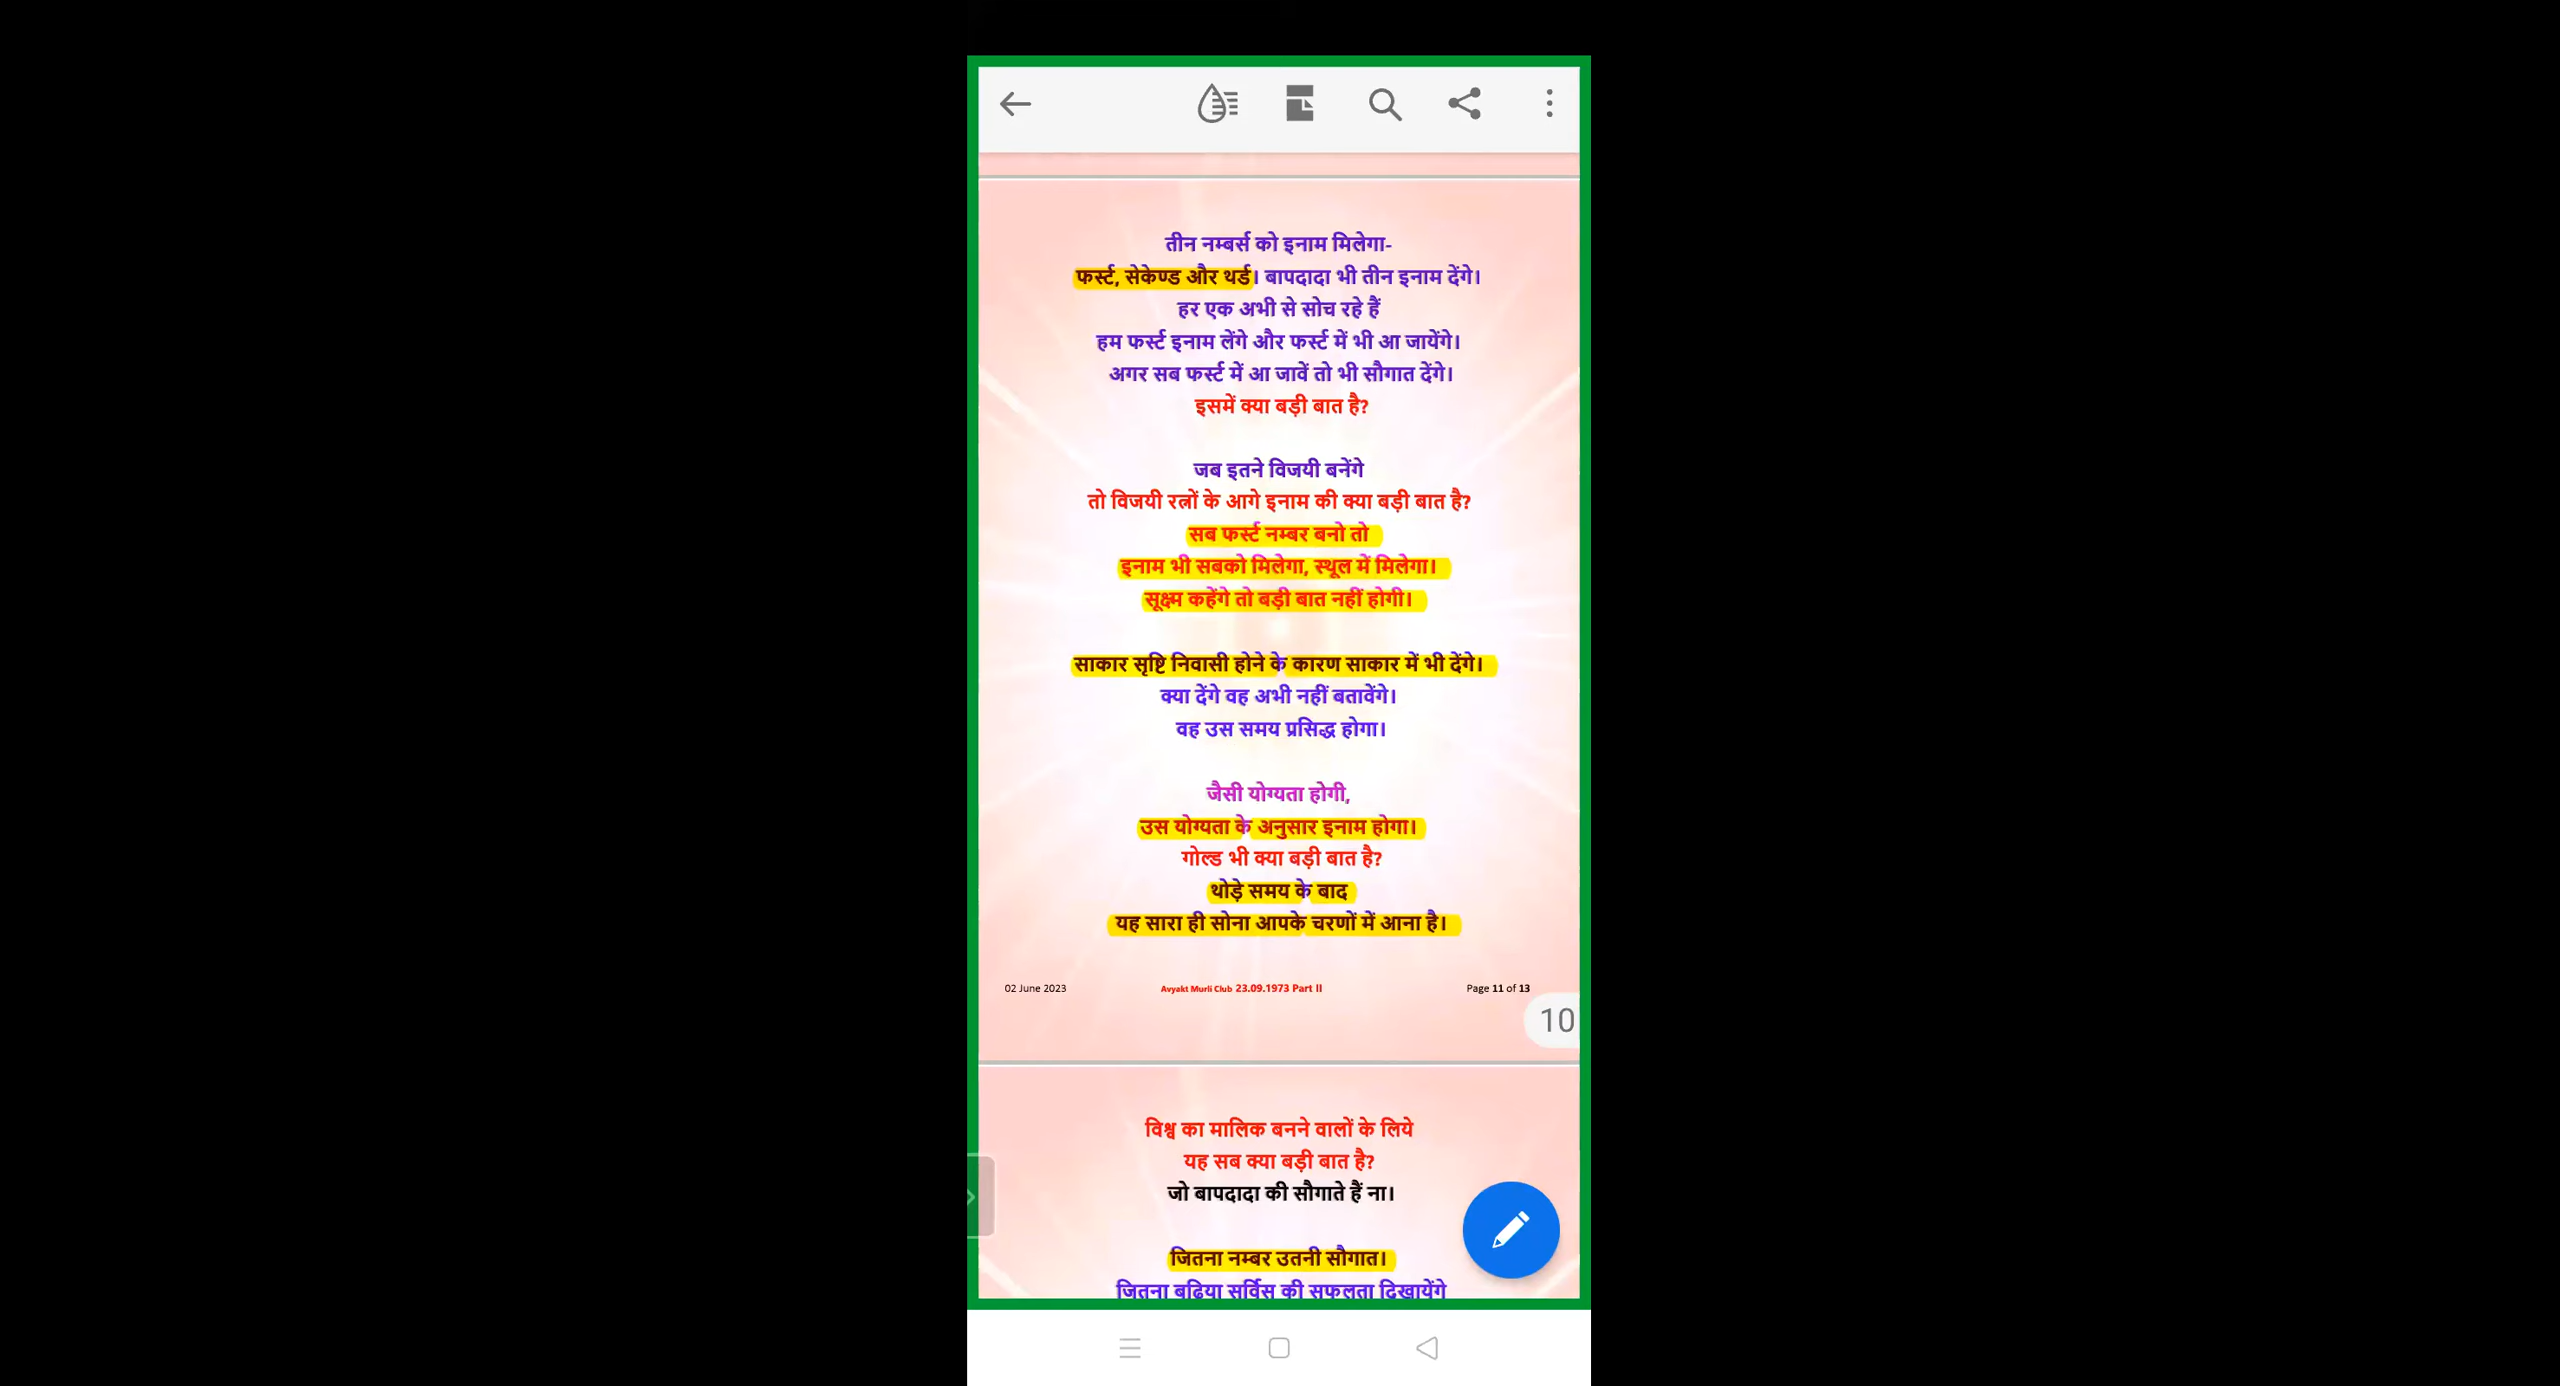 तीन नम्बर्स को इनाम मिलेगा-
फर्स्ट, सेकेण्ड और थर्ड। बापदादा भी तीन इनाम देंगे।
हर एक अभी से सोच रहे हैं
हम फर्स्ट इनाम लेंगे और फर्स्ट में भी आ जायेंगे।
अगर सब फर्स्ट में आ जावें तो भी सौगात देंगे।
इसमें क्या बड़ी बात है?
जब इतने विजयी बनेंगे
तो विजयी रत्नों के आगे इनाम की क्या बड़ी बात है?
सब फर्स्ट नम्बर बनो तो
इनाम भी सबको मिलेगा, स्थूल में मिलेगा।
सूक्ष्म कहेंगे तो बड़ी बात नहीं होगी।
साकार सृष्टि निवासी होने के कारण साकार में भी देंगे।
क्या देंगे वह अभी नहीं बतावेंगे।
वह उस समय प्रसिद्ध होगा।
जैसी योग्यता होगी,
उस योग्यता के अनुसार इनाम होगा।
गोल्ड भी क्या बड़ी बात है?
थोड़े समय के बाद
यह सारा ही सोना आपके चरणों में आना है।
02 June 2023 Avyakt Murli Club 23.09.1973 Part II Page 11 of 13
10
विश्व का मालिक बनने वालों के लिये
यह सब क्या बड़ी बात है?
जो बापदादा की सौगाते हैं ना।
जितना नम्बर उतनी सौगात।
जितना बढ़िया सर्विस की सफलता दिखायेंगे